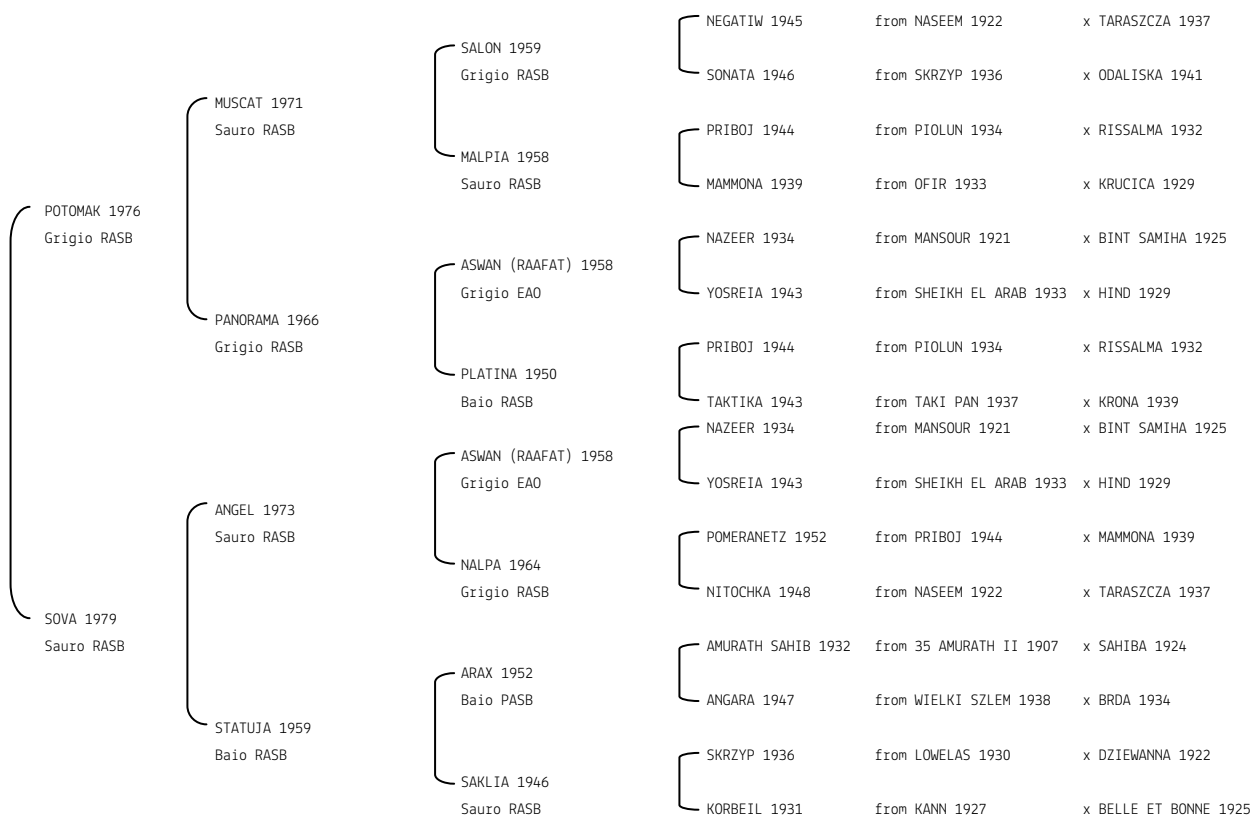 NEGATIW 1945 from NASEEM 1922 x TARASZCZA 1937
SALON 1959
Grigio RASB
SONATA 1946 from SKRZYP 1936 x ODALISKA 1941
MUSCAT 1971
Sauro RASB
PRIBOJ 1944 from PIOLUN 1934 x RISSALMA 1932
MALPIA 1958
Sauro RASB
MAMMONA 1939 from OFIR 1933 x KRUCICA 1929
POTOMAK 1976
Grigio RASB
NAZEER 1934 from MANSOUR 1921 x BINT SAMIHA 1925
ASWAN (RAAFAT) 1958
Grigio EAO
YOSREIA 1943 from SHEIKH EL ARAB 1933 x HIND 1929
PANORAMA 1966
Grigio RASB
PRIBOJ 1944 from PIOLUN 1934 x RISSALMA 1932
PLATINA 1950
Baio RASB
TAKTIKA 1943 from TAKI PAN 1937 x KRONA 1939
NAZEER 1934 from MANSOUR 1921 x BINT SAMIHA 1925
ASWAN (RAAFAT) 1958
Grigio EAO
YOSREIA 1943 from SHEIKH EL ARAB 1933 x HIND 1929
ANGEL 1973
Sauro RASB
POMERANETZ 1952 from PRIBOJ 1944 x MAMMONA 1939
NALPA 1964
Grigio RASB
NITOCHKA 1948 from NASEEM 1922 x TARASZCZA 1937
SOVA 1979
Sauro RASB
AMURATH SAHIB 1932 from 35 AMURATH II 1907 x SAHIBA 1924
ARAX 1952
Baio PASB
ANGARA 1947 from WIELKI SZLEM 1938 x BRDA 1934
STATUJA 1959
Baio RASB
SKRZYP 1936 from LOWELAS 1930 x DZIEWANNA 1922
SAKLIA 1946
Sauro RASB
KORBEIL 1931 from KANN 1927 x BELLE ET BONNE 1925